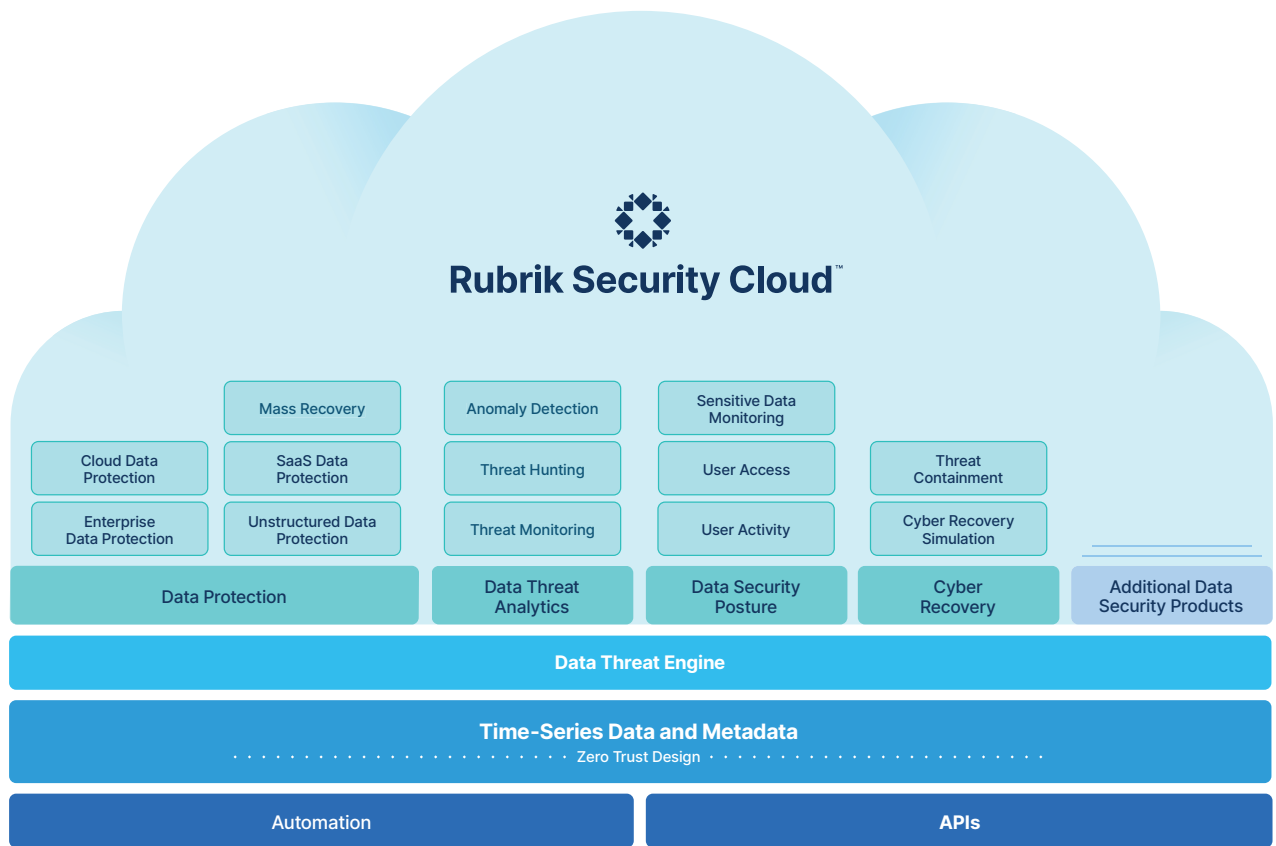 Rubrik Security Cloud™
Mass Recovery
Cloud Data
Protection
SaaS Data
Protection
Enterprise
Data Protection
Unstructured Data
Protection
Data Protection
Anomaly Detection
Threat Hunting
Threat Monitoring
Data Threat
Analytics
Sensitive Data
Monitoring
User Access
User Activity
Data Security
Posture
Threat
Containment
Cyber Recovery
Simulation
Cyber
Recovery
Additional Data
Security Products
Data Threat Engine
Time-Series Data and Metadata
Zero Trust Design
Automation
APIs